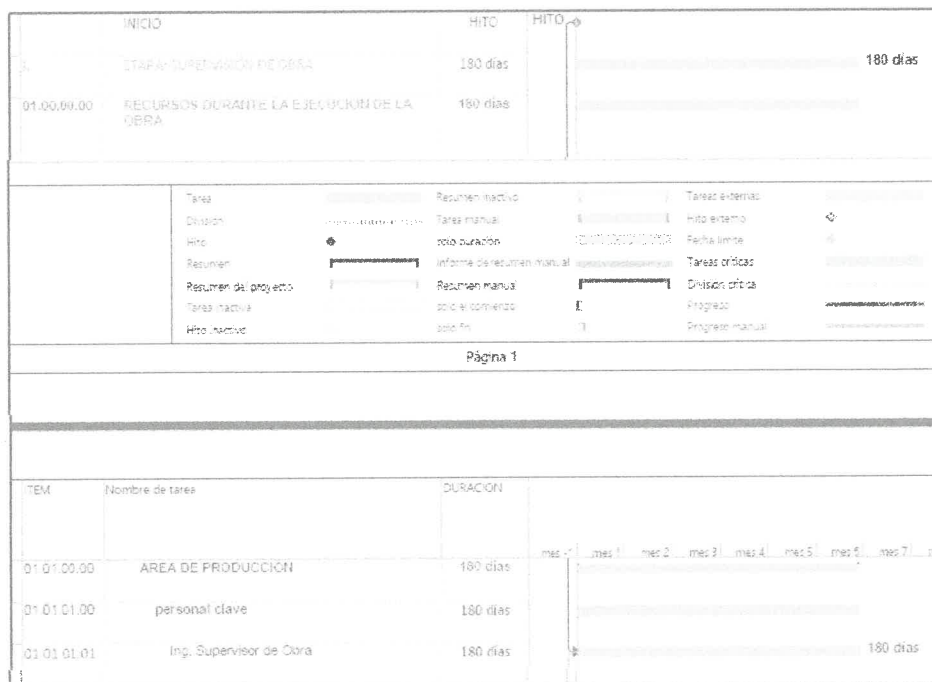 INICIO HITO HITO
I. ETAPA: SUPERVISIÓN DE OBRA 180 días 180 días
01.00.00.00 RECURSOS DURANTE LA EJECUCION DE LA OBRA 180 días
Tarea Resumen inactivo Tareas externas
División Tarea manual Hito externo
Hito solo duración Fecha límite
Resumen Informe de resumen manual Tareas críticas
Resumen del proyecto Resumen manual División crítica
Tarea inactiva solo el comienzo Progreso
Hito inactivo solo fin Progreso manual
Página 1
ITEM Nombre de tarea DURACION
mes -1 mes 1 mes 2 mes 3 mes 4 mes 5 mes 6 mes 7
01.01.00.00 AREA DE PRODUCCION 180 días
01.01.01.00 personal clave 180 días
01.01.01.01 Ing. Supervisor de Obra 180 días 180 días